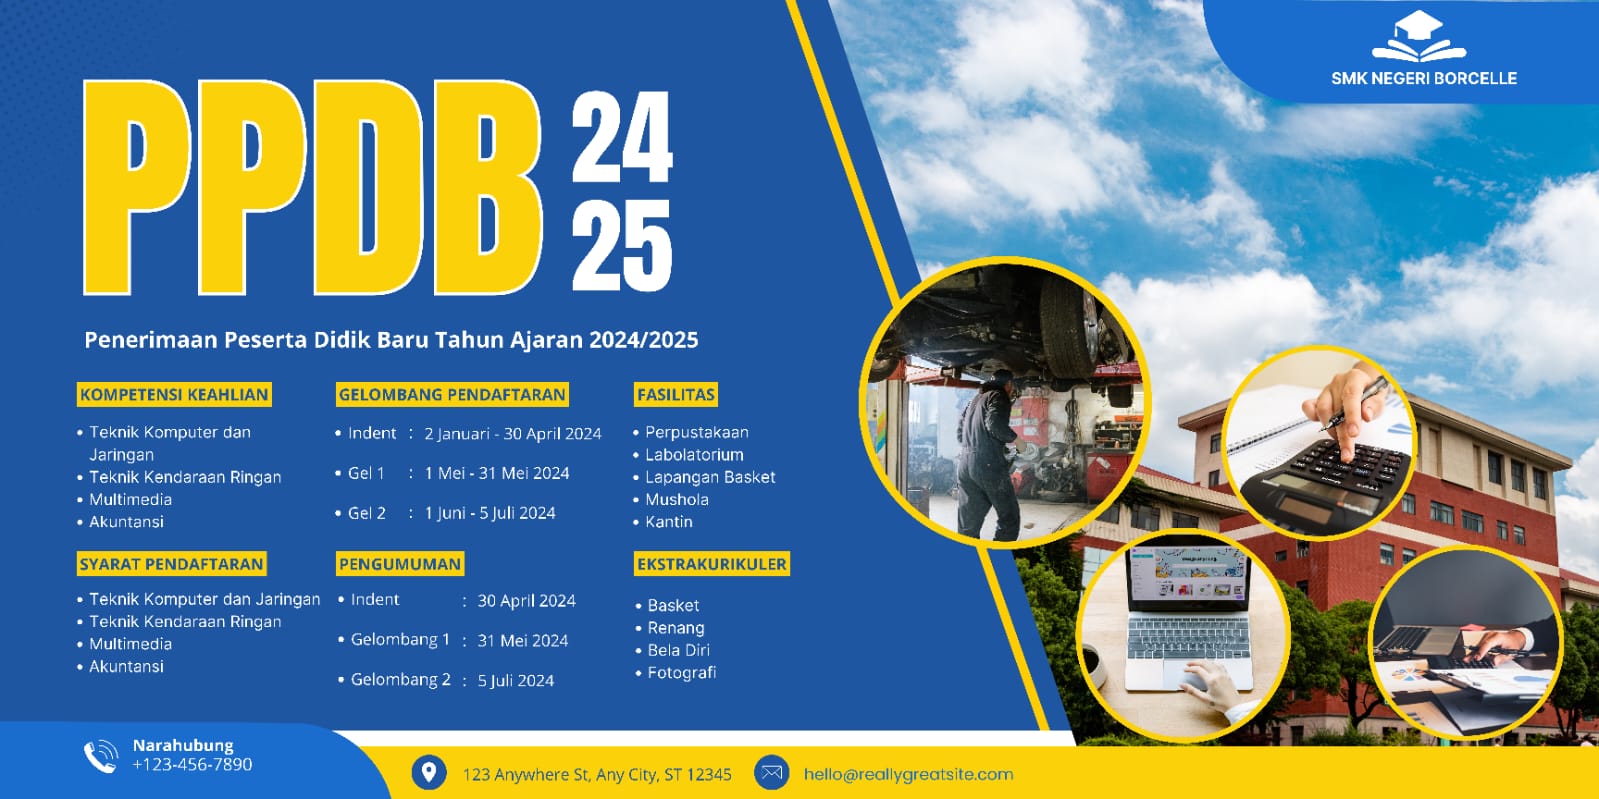 SMK NEGERI BORCELLE
PPDB
24
25
Penerimaan Peserta Didik Baru Tahun Ajaran 2024/2025
KOMPETENSI KEAHLIAN
• Teknik Komputer dan
Jaringan
• Teknik Kendaraan Ringan
• Multimedia
• Akuntansi
GELOMBANG PENDAFTARAN
• Indent : 2 Januari - 30 April 2024
• Gel 1 : 1 Mei - 31 Mei 2024
• Gel 2 : 1 Juni - 5 Juli 2024
FASILITAS
• Perpustakaan
• Labolatorium
• Lapangan Basket
• Mushola
• Kantin
SYARAT PENDAFTARAN
• Teknik Komputer dan Jaringan
• Teknik Kendaraan Ringan
• Multimedia
• Akuntansi
PENGUMUMAN
• Indent : 30 April 2024
• Gelombang 1 : 31 Mei 2024
• Gelombang 2 : 5 Juli 2024
EKSTRAKURIKULER
• Basket
• Renang
• Bela Diri
• Fotografi
Narahubung
+123-456-7890
123 Anywhere St, Any City, ST 12345
hello@reallygreatsite.com